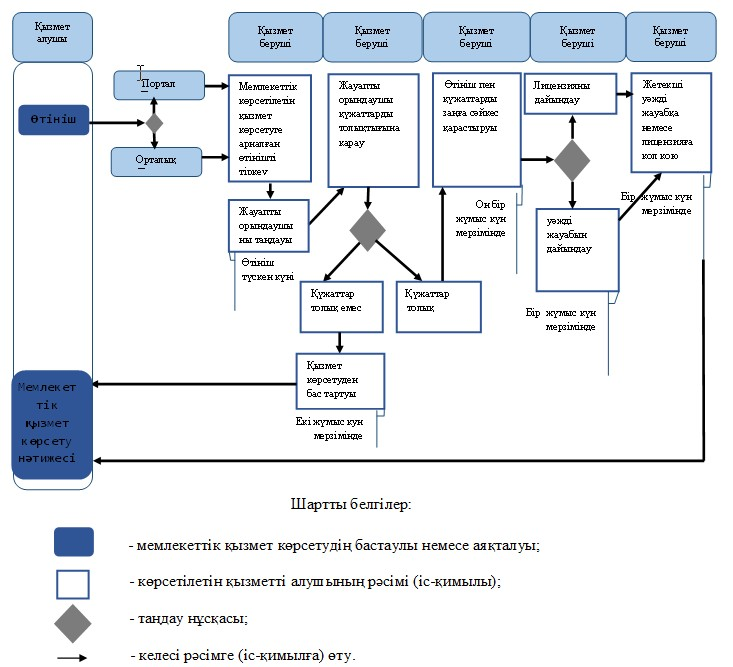 Қызмет
алушы
Қызмет
беруші
Қызмет
беруші
Қызмет
беруші
Қызмет
беруші
Қызмет
беруші
Өтініш
Портал
Орталық
Мемлекеттік
көрсетілетін
қызмет
көрсетуге
арналған
өтінішті
тіркеу
Жауапты
орындаушы
ны таңдауы
Өтініш
түскен күні
Жауапты
орындаушы
құжаттарды
толықтығына
қарау
Құжаттар
толық емес
Құжаттар
толық
Қызмет
көрсетуден
бас тартуы
Екі жұмыс күн
мерзімінде
Өтініш пен
құжаттарды
заңға сәйкес
қарастыруы
Он бір
жұмыс күн
мерзімінде
Лицензияны
дайындау
уәжді
жауабын
дайындау
Бір жұмыс күн
мерзімінде
Жетекші
уәжді
жауабқа
немесе
лицензияға
қол қою
Бір жұмыс күн
мерзімінде
Мемлекет
тік
қызмет
көрсету
нәтижесі
Шартты белгілер:
- мемлекеттік қызмет көрсетудің басталуы немесе аяқталуы;
- көрсетілетін қызметті алушының рәсімі (іс-қимылы);
- таңдау нұсқасы;
- келесі рәсімге (іс-қимылға) өту.